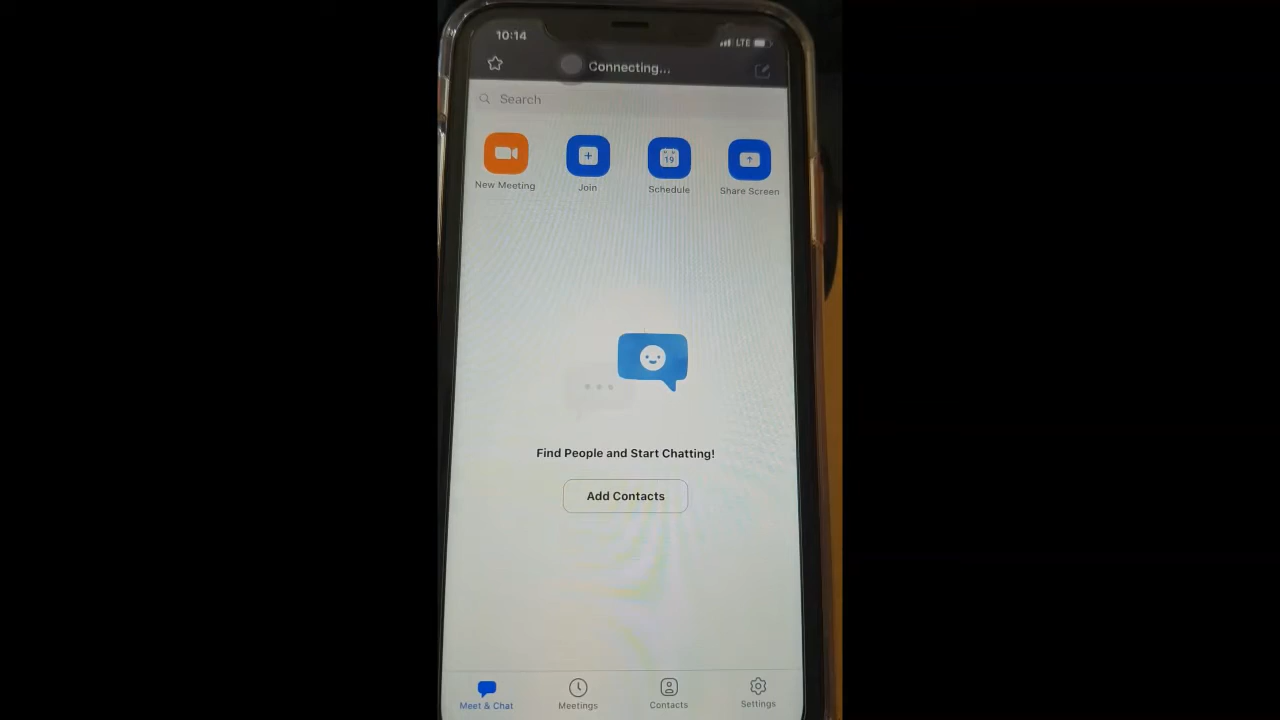 10:14
LTE
Connecting...
Search
19
New Meeting
Join
Schedule
Share Screen
Find People and Start Chatting!
Add Contacts
Meet & Chat
Meetings
Contacts
Settings